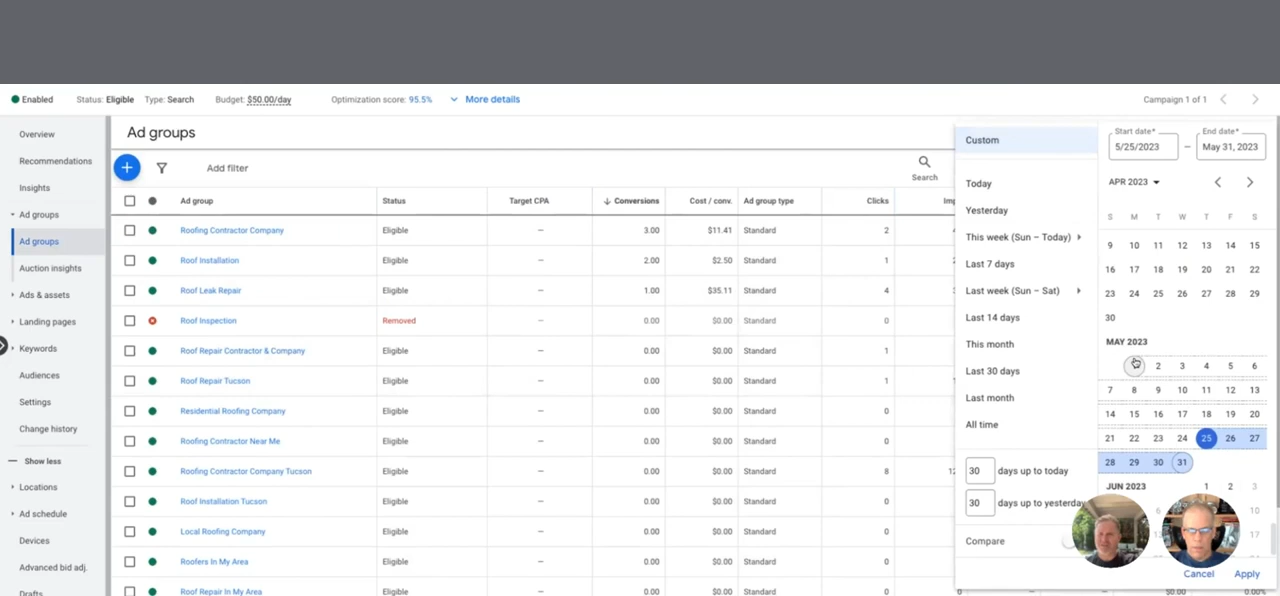 Enabled Status: Eligible Type: Search Budget: $50.00/day Optimization score: 95.5% More details Campaign 1 of 1
Overview
Recommendations
Insights
Ad groups
Ad groups
Auction insights
Ads & assets
Landing pages
Keywords
Audiences
Settings
Change history
Show less
Locations
Ad schedule
Devices
Advanced bid adj.
Drafts
Ad groups
Add filter
Search
Ad group Status Target CPA Conversions Cost / conv. Ad group type Clicks
Roofing Contractor Company Eligible — 3.00 $11.41 Standard 2
Roof Installation Eligible — 2.00 $2.50 Standard 1
Roof Leak Repair Eligible — 1.00 $35.11 Standard 4
Roof Inspection Removed — 0.00 $0.00 Standard 0
Roof Repair Contractor & Company Eligible — 0.00 $0.00 Standard 1
Roof Repair Tucson Eligible — 0.00 $0.00 Standard 1
Residential Roofing Company Eligible — 0.00 $0.00 Standard 0
Roofing Contractor Near Me Eligible — 0.00 $0.00 Standard 0
Roofing Contractor Company Tucson Eligible — 0.00 $0.00 Standard 8
Roof Installation Tucson Eligible — 0.00 $0.00 Standard 0
Local Roofing Company Eligible — 0.00 $0.00 Standard 0
Roofers In My Area Eligible — 0.00 $0.00 Standard 0
Roof Repair In My Area Eligible — 0.00 $0.00 Standard 0 0 — — $0.00 0.00%
Custom
Today
Yesterday
This week (Sun – Today)
Last 7 days
Last week (Sun – Sat)
Last 14 days
This month
Last 30 days
Last month
All time
30 days up to today
30 days up to yesterday
Compare
Start date* End date*
5/25/2023 – May 31, 2023
APR 2023
S M T W T F S
9 10 11 12 13 14 15
16 17 18 19 20 21 22
23 24 25 26 27 28 29
30
MAY 2023
2 3 4 5 6
7 8 9 10 11 12 13
14 15 16 17 18 19 20
21 22 23 24 25 26 27
28 29 30 31
JUN 2023 1 2 3
6 10
17
Cancel Apply